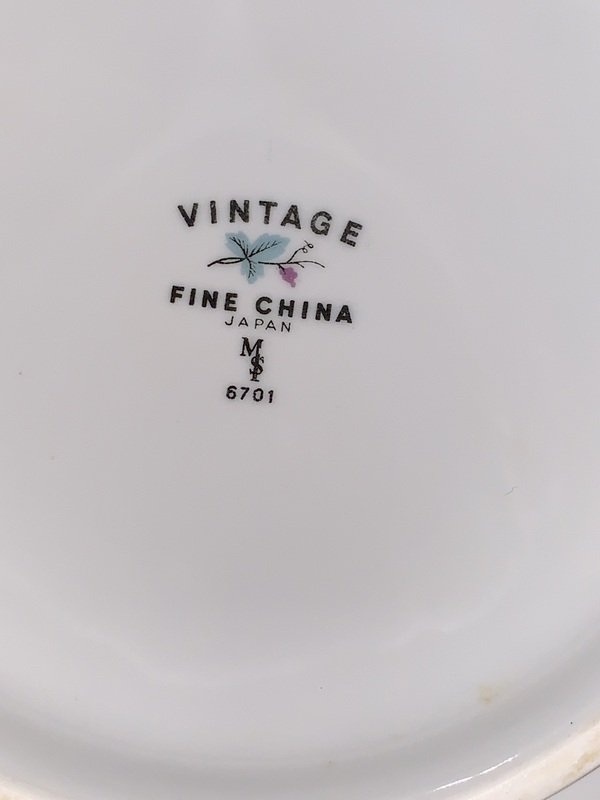 VINTAGE
FINE CHINA
JAPAN
6701